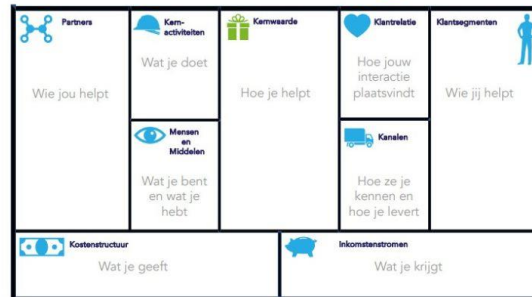 Partners
Wie jou helpt
Kern-
activiteiten
Wat je doet
Mensen
en
Middelen
Wat je bent
en wat je
hebt
Kernwaarde
Hoe je helpt
Klantrelatie
Hoe jouw
interactie
plaatsvindt
Kanalen
Hoe ze je
kennen en
hoe je levert
Klantsegmenten
Wie jij helpt
Kostenstructuur
Wat je geeft
Inkomstenstromen
Wat je krijgt